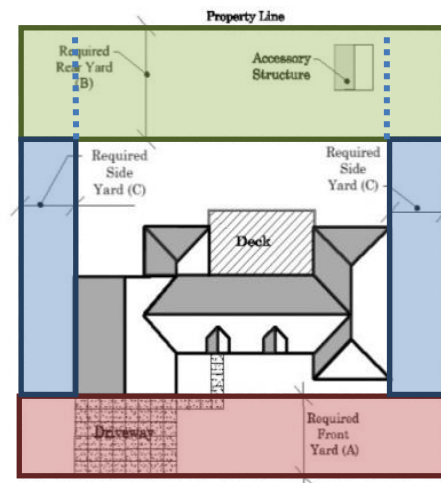 Property Line
Required
Rear Yard
(B)
Accessory
Structure
Required
Side
Yard (C)
Required
Side
Yard (C)
Deck
Driveway
Required
Front
Yard (A)